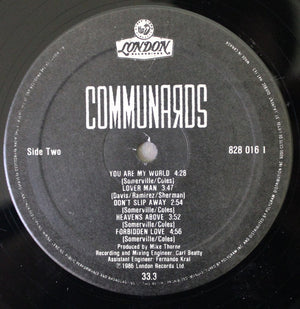 LONDON
RECORDINGS
COMMUNARDS
Side Two
828 016 1
YOU ARE MY WORLD 4:28
(Somerville/Coles)
LOVER MAN 3:47
(Davis/Ramirez/Sherman)
DON'T SLIP AWAY 2:54
(Somerville/Coles)
HEAVENS ABOVE 3:52
(Somerville/Coles)
FORBIDDEN LOVE 4:56
(Somerville/Coles)
Produced by Mike Thorne
Recording and Mixing Engineer: Carl Beatty
Assistant Engineer: Fernando Kral
℗1986 London Records Ltd
33.3